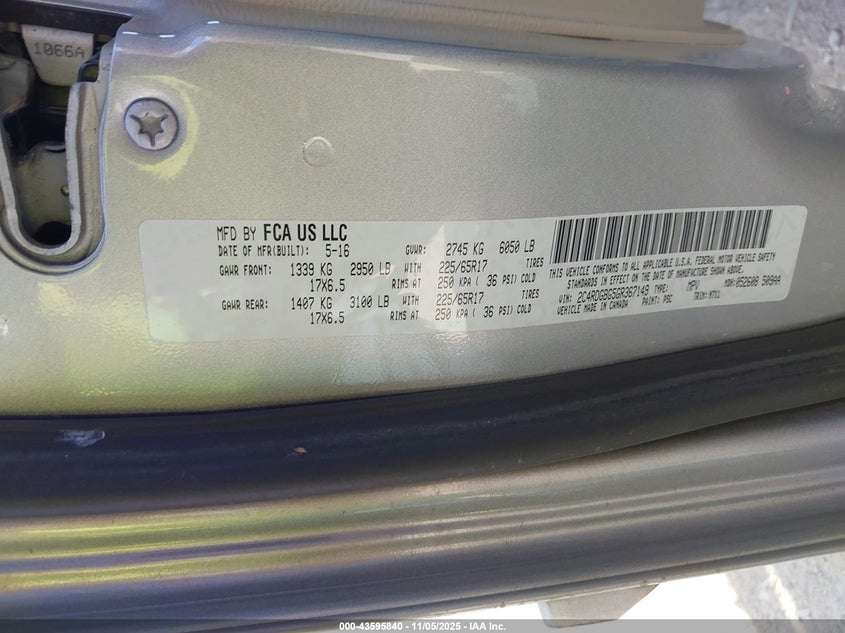 1066A
MFD BY FCA US LLC
DATE OF MFR(BUILT): 5-16 GVWR: 2745 KG 6050 LB
GAWR FRONT: 1339 KG 2950 LB WITH 225/65R17 TIRES
17X6.5 RIMS AT 250 KPA ( 36 PSI) COLD
GAWR REAR: 1407 KG 3100 LB WITH 225/65R17 TIRES
17X6.5 RIMS AT 250 KPA ( 36 PSI) COLD
THIS VEHICLE CONFORMS TO ALL APPLICABLE U.S.A. FEDERAL MOTOR VEHICLE SAFETY
STANDARDS IN EFFECT ON THE DATE OF MANUFACTURE SHOWN ABOVE.
VIN: 2C4RDGBG5GR367149 TYPE: MPV MDH: 052608 509AA
VEHICLE MADE IN CANADA PAINT: PSC TRIM:
000-43595840 - 11/05/2025 - IAA Inc.